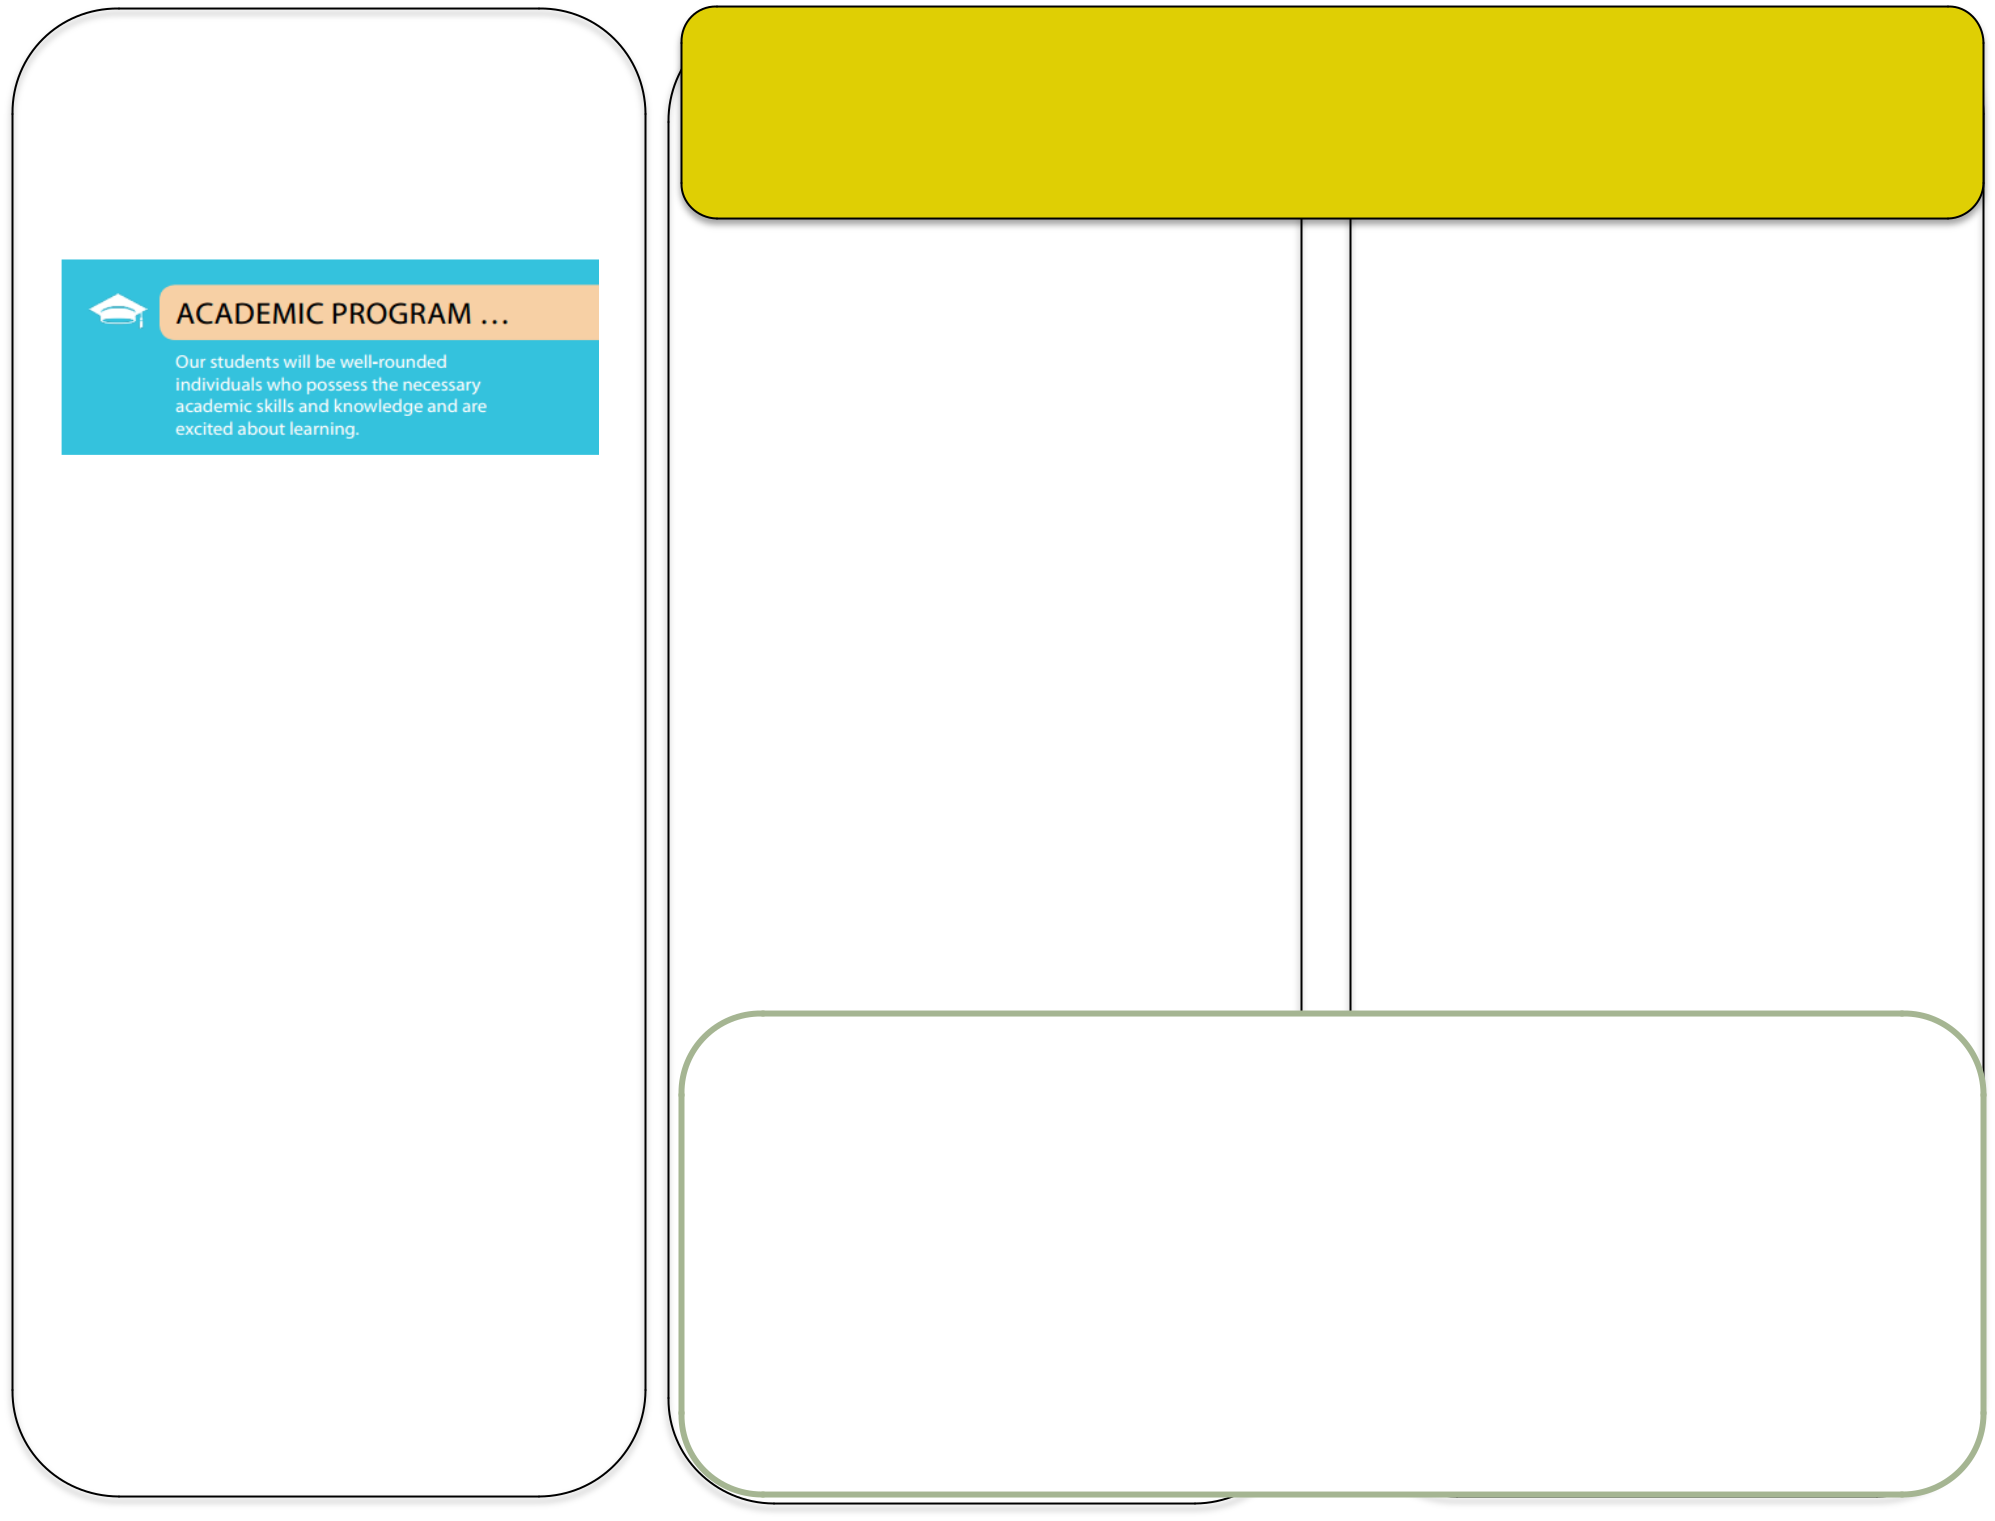 ACADEMIC PROGRAM …
Our students will be well-rounded
individuals who possess the necessary
academic skills and knowledge and are
excited about learning.